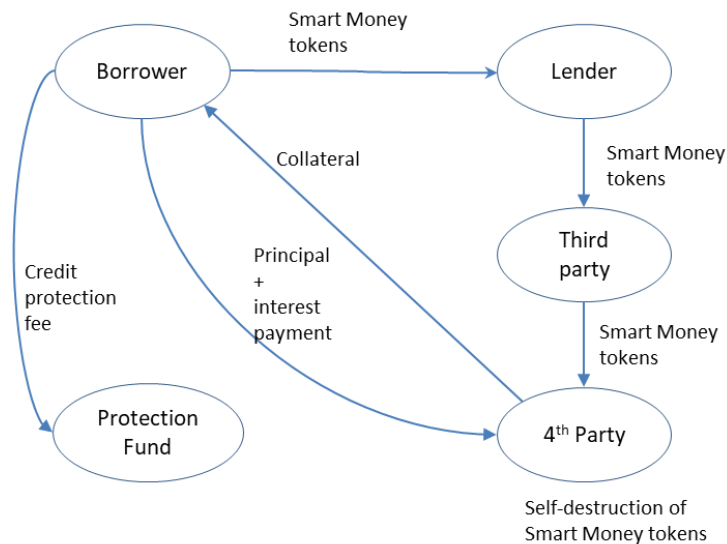 Smart Money
tokens
Borrower
Lender
Collateral
Smart Money
tokens
Third
party
Principal
+
interest
payment
Credit
protection
fee
Smart Money
tokens
Protection
Fund
4th Party
Self-destruction of
Smart Money tokens